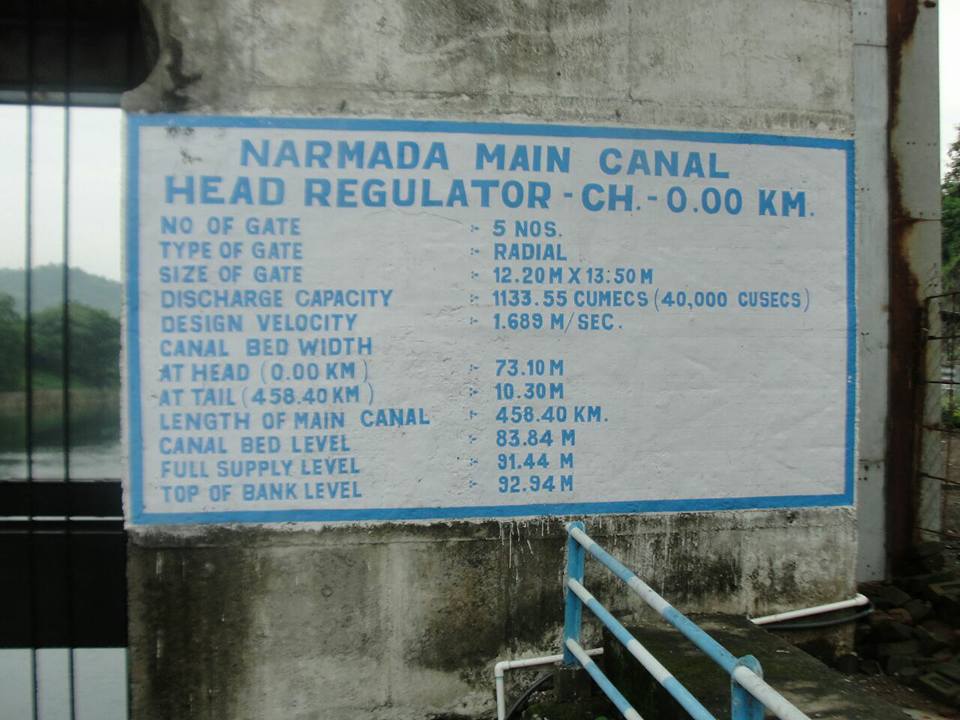 NARMADA MAIN CANAL
HEAD REGULATOR - CH. - 0.00 KM.
NO OF GATE :- 5 NOS.
TYPE OF GATE :- RADIAL
SIZE OF GATE :- 12.20 M X 13.50 M
DISCHARGE CAPACITY :- 1133.55 CUMECS (40,000 CUSECS)
DESIGN VELOCITY :- 1.689 M/SEC.
CANAL BED WIDTH
AT HEAD (0.00 KM) :- 73.10 M
AT TAIL (458.40 KM) :- 10.30 M
LENGTH OF MAIN CANAL :- 458.40 KM.
CANAL BED LEVEL :- 83.84 M
FULL SUPPLY LEVEL :- 91.44 M
TOP OF BANK LEVEL :- 92.94 M